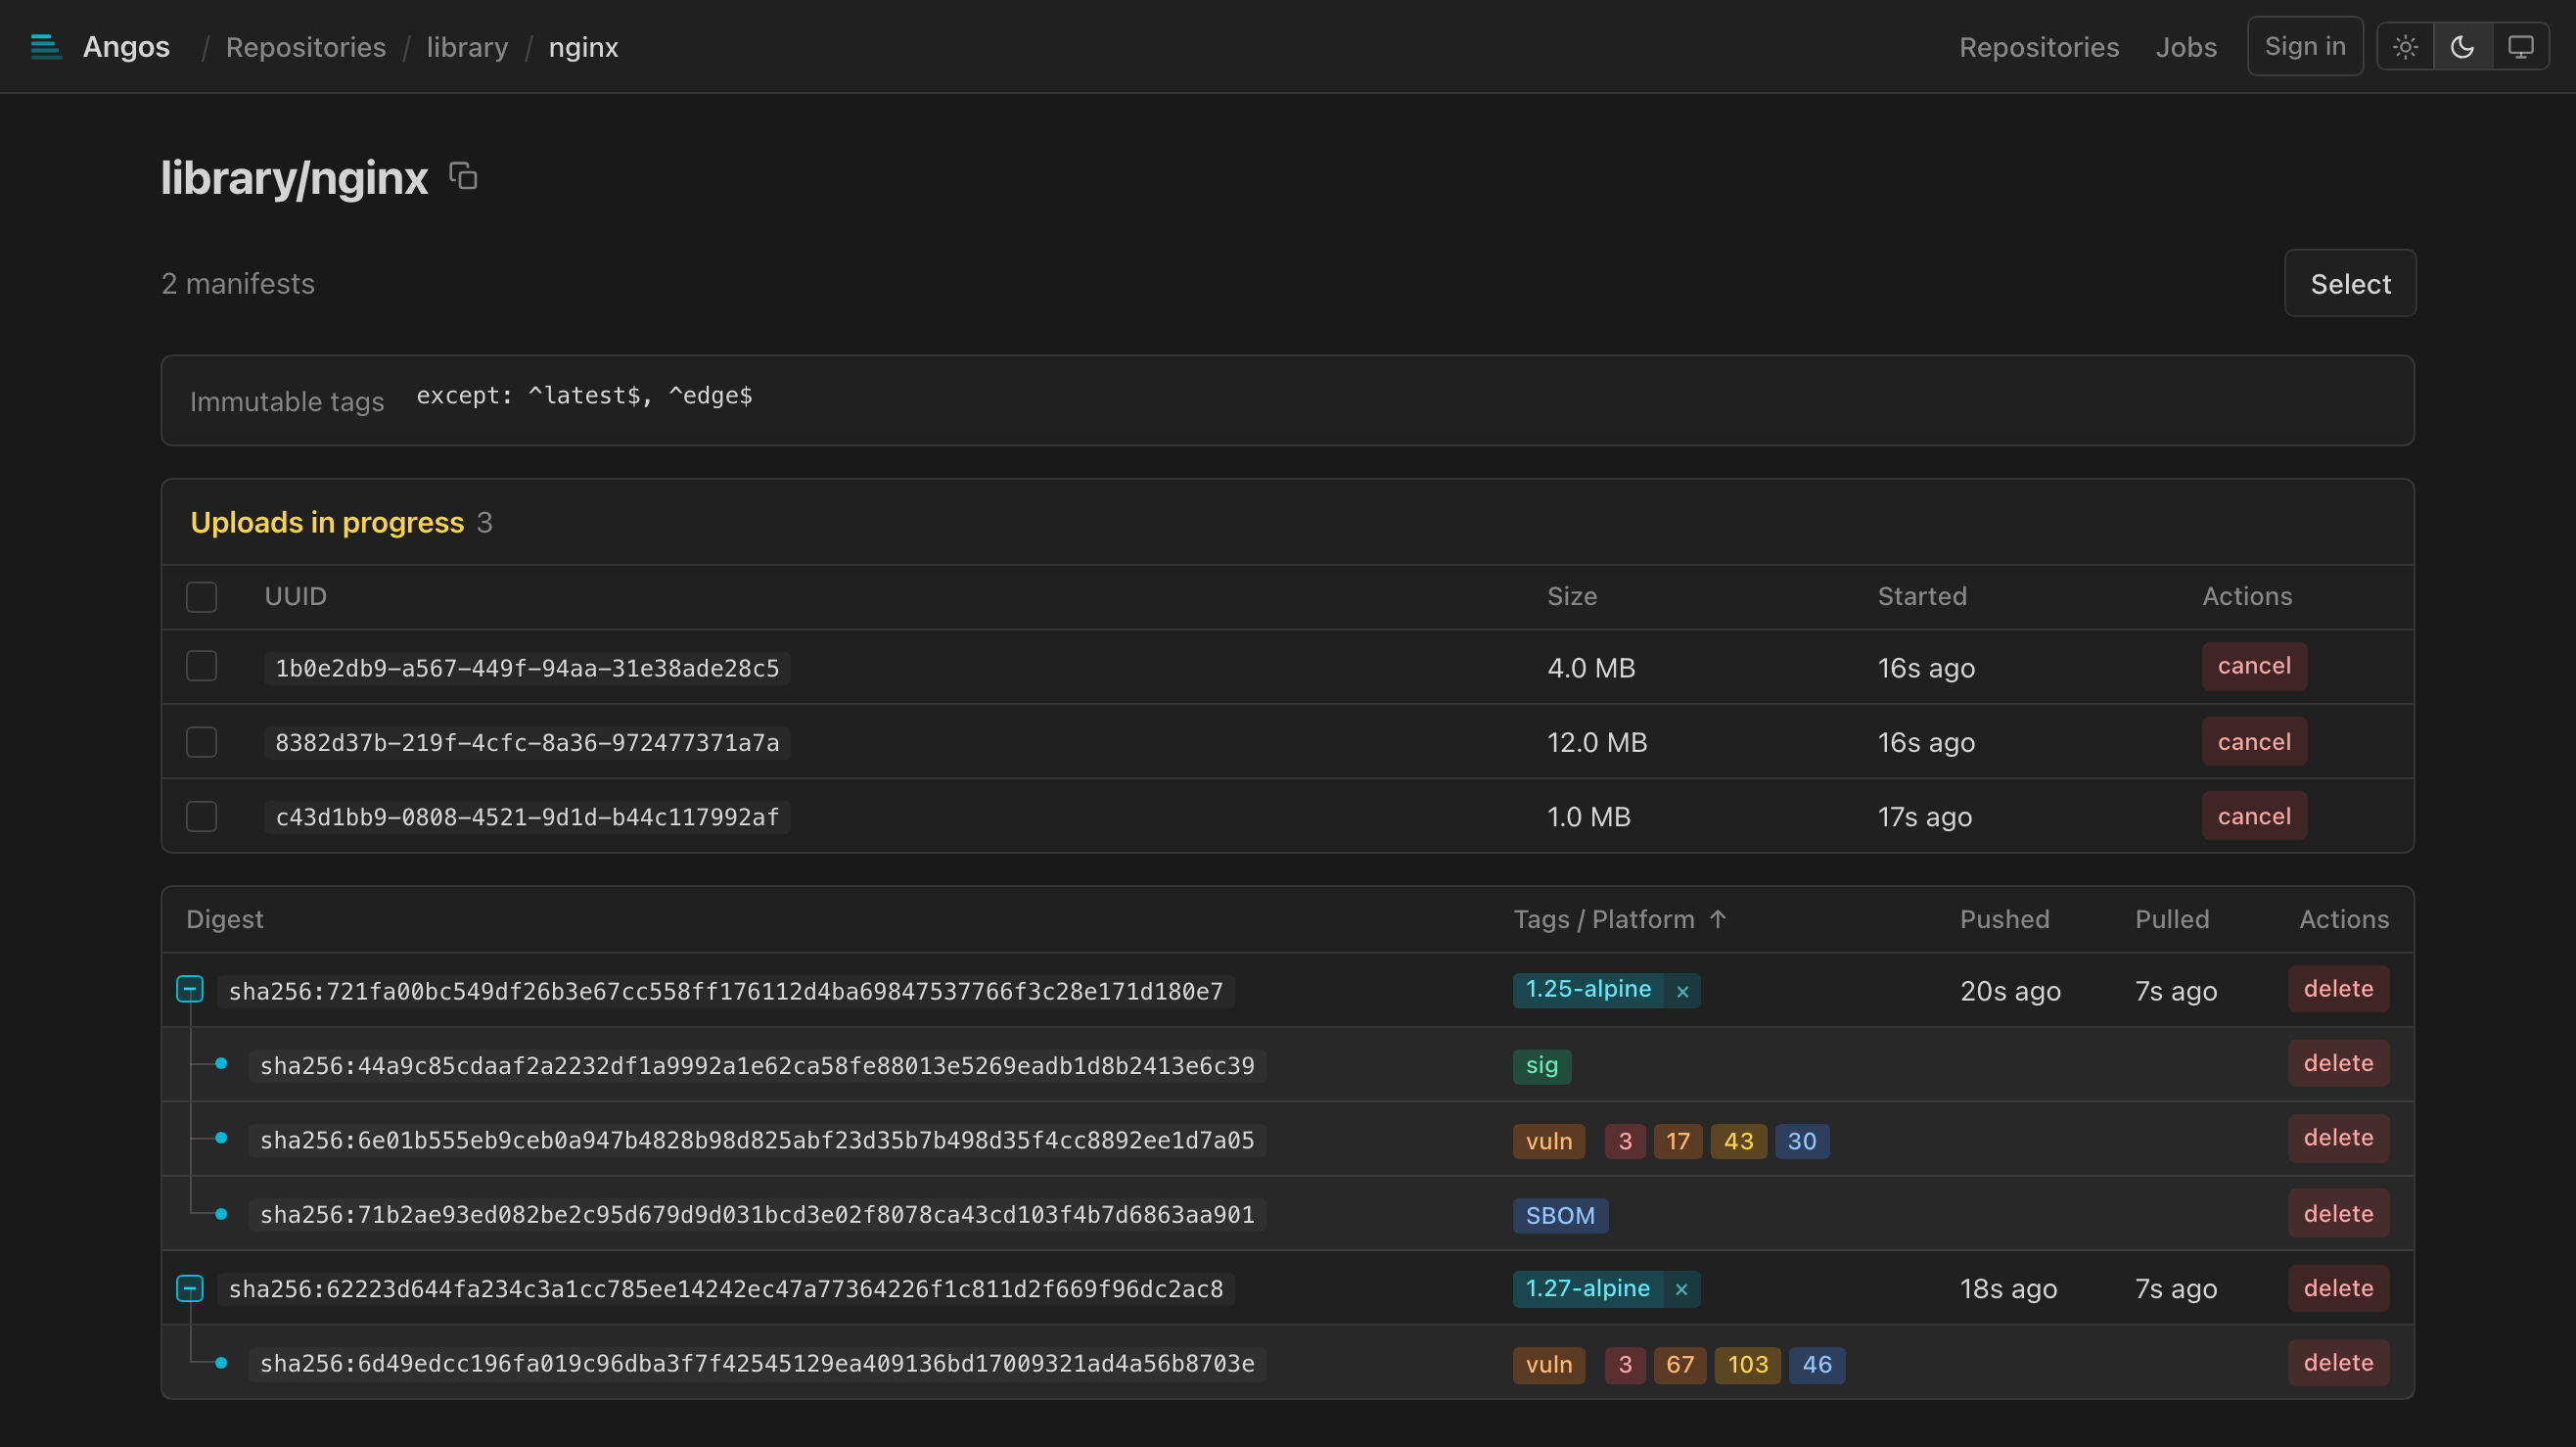 Angos / Repositories / library / nginx Repositories Jobs Sign in
library/nginx
2 manifests Select
Immutable tags except: ^latest$, ^edge$
Uploads in progress 3
UUID Size Started Actions
1b0e2db9-a567-449f-94aa-31e38ade28c5 4.0 MB 16s ago cancel
8382d37b-219f-4cfc-8a36-972477371a7a 12.0 MB 16s ago cancel
c43d1bb9-0808-4521-9d1d-b44c117992af 1.0 MB 17s ago cancel
Digest Tags / Platform ↑ Pushed Pulled Actions
sha256:721fa00bc549df26b3e67cc558ff176112d4ba69847537766f3c28e171d180e7 1.25-alpine × 20s ago 7s ago delete
sha256:44a9c85cdaaf2a2232df1a9992a1e62ca58fe88013e5269eadb1d8b2413e6c39 sig delete
sha256:6e01b555eb9ceb0a947b4828b98d825abf23d35b7b498d35f4cc8892ee1d7a05 vuln 3 17 43 30 delete
sha256:71b2ae93ed082be2c95d679d9d031bcd3e02f8078ca43cd103f4b7d6863aa901 SBOM delete
sha256:62223d644fa234c3a1cc785ee14242ec47a77364226f1c811d2f669f96dc2ac8 1.27-alpine × 18s ago 7s ago delete
sha256:6d49edcc196fa019c96dba3f7f42545129ea409136bd17009321ad4a56b8703e vuln 3 67 103 46 delete